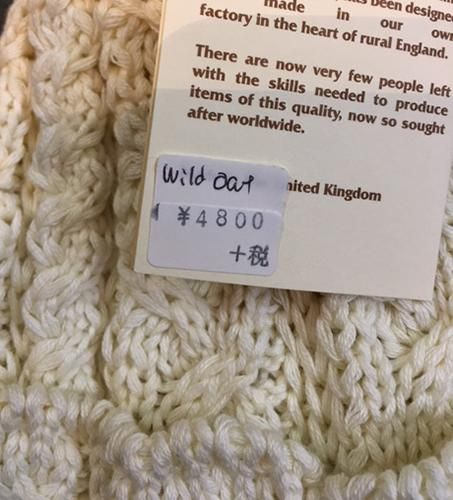 made in our own
factory in the heart of rural England.
There are now very few people left
with the skills needed to produce
items of this quality, now so sought
after worldwide.
Wild Oat
nited Kingdom
¥4800
+税